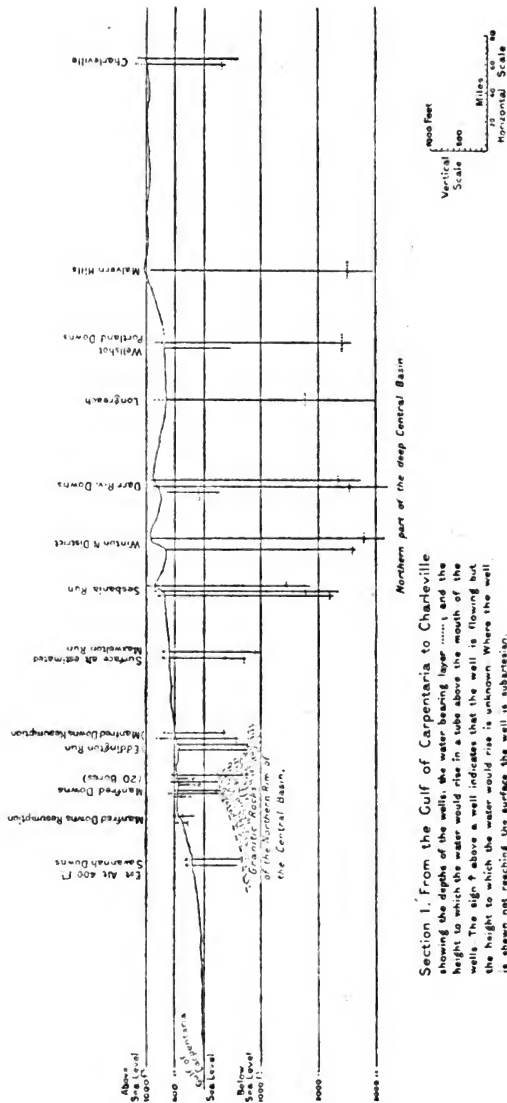 Charleville
Malvern Hills
Portland Downs
Wellshot
Longreach
Darr Riv. Downs
Winton N District
Sesbania Run
Maxwelton Run
Surface alt estimated
Manfred Downs Resumption
Eddington Run
(20 Bores)
Manfred Downs
Manfred Downs Resumption
Savannah Downs
Est Alt 400 Ft
Above
Sea Level
1000 Ft
Gulf of
Carpentaria
Sea Level
Below
Sea Level
1000
Granitic Rocks
of the Northern Rim of
the Central Basin.
Northern part of the deep Central Basin
1000 Feet
Vertical
Scale
500
Miles
20 40 60 80
Horizontal Scale
Section 1. From the Gulf of Carpentaria to Charleville
showing the depths of the wells, the water bearing layer ......; and the
height to which the water would rise in a tube above the mouth of the
wells. The sign ↑ above a well indicates that the well is flowing but
the height to which the water would rise is unknown. Where the well
is shewn not reaching the surface the well is subartesian.